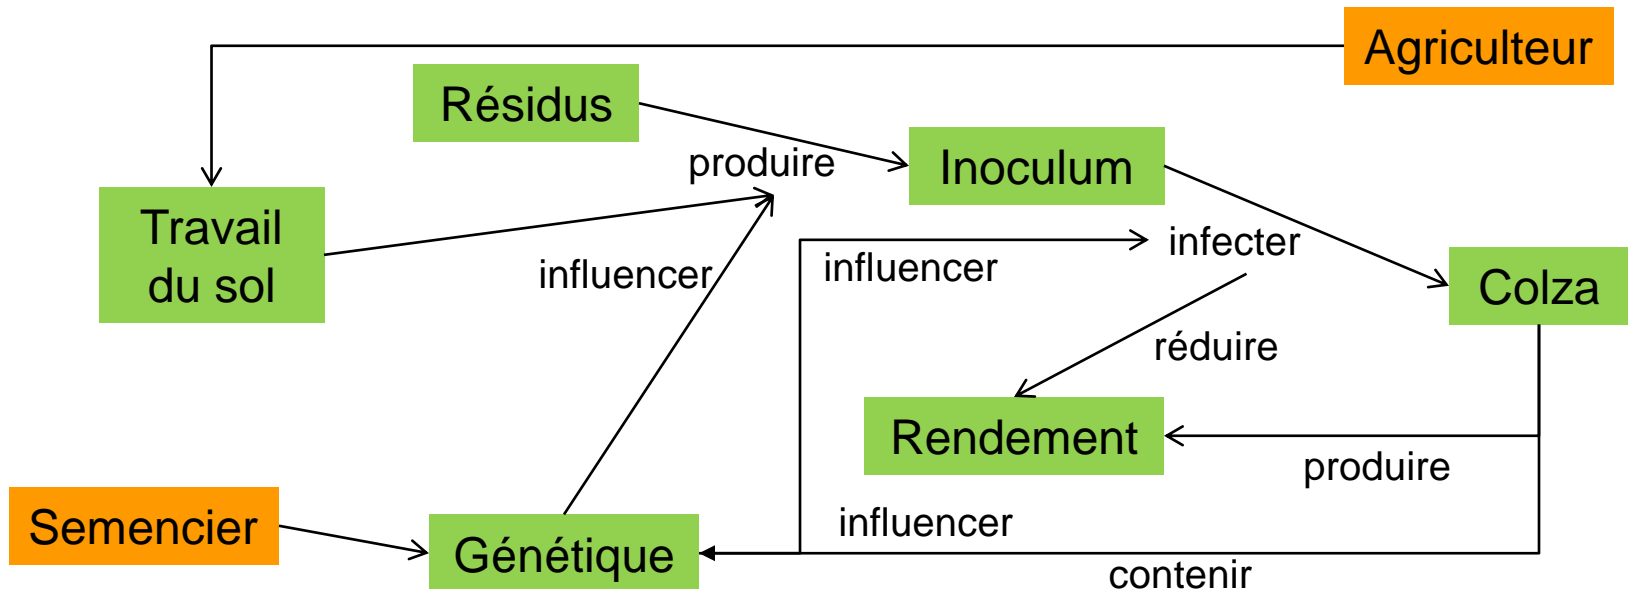 Agriculteur
Résidus
produire
Inoculum
Travail
du sol
influencer
influencer
infecter
Colza
réduire
Rendement
produire
Semencier
Génétique
influencer
contenir